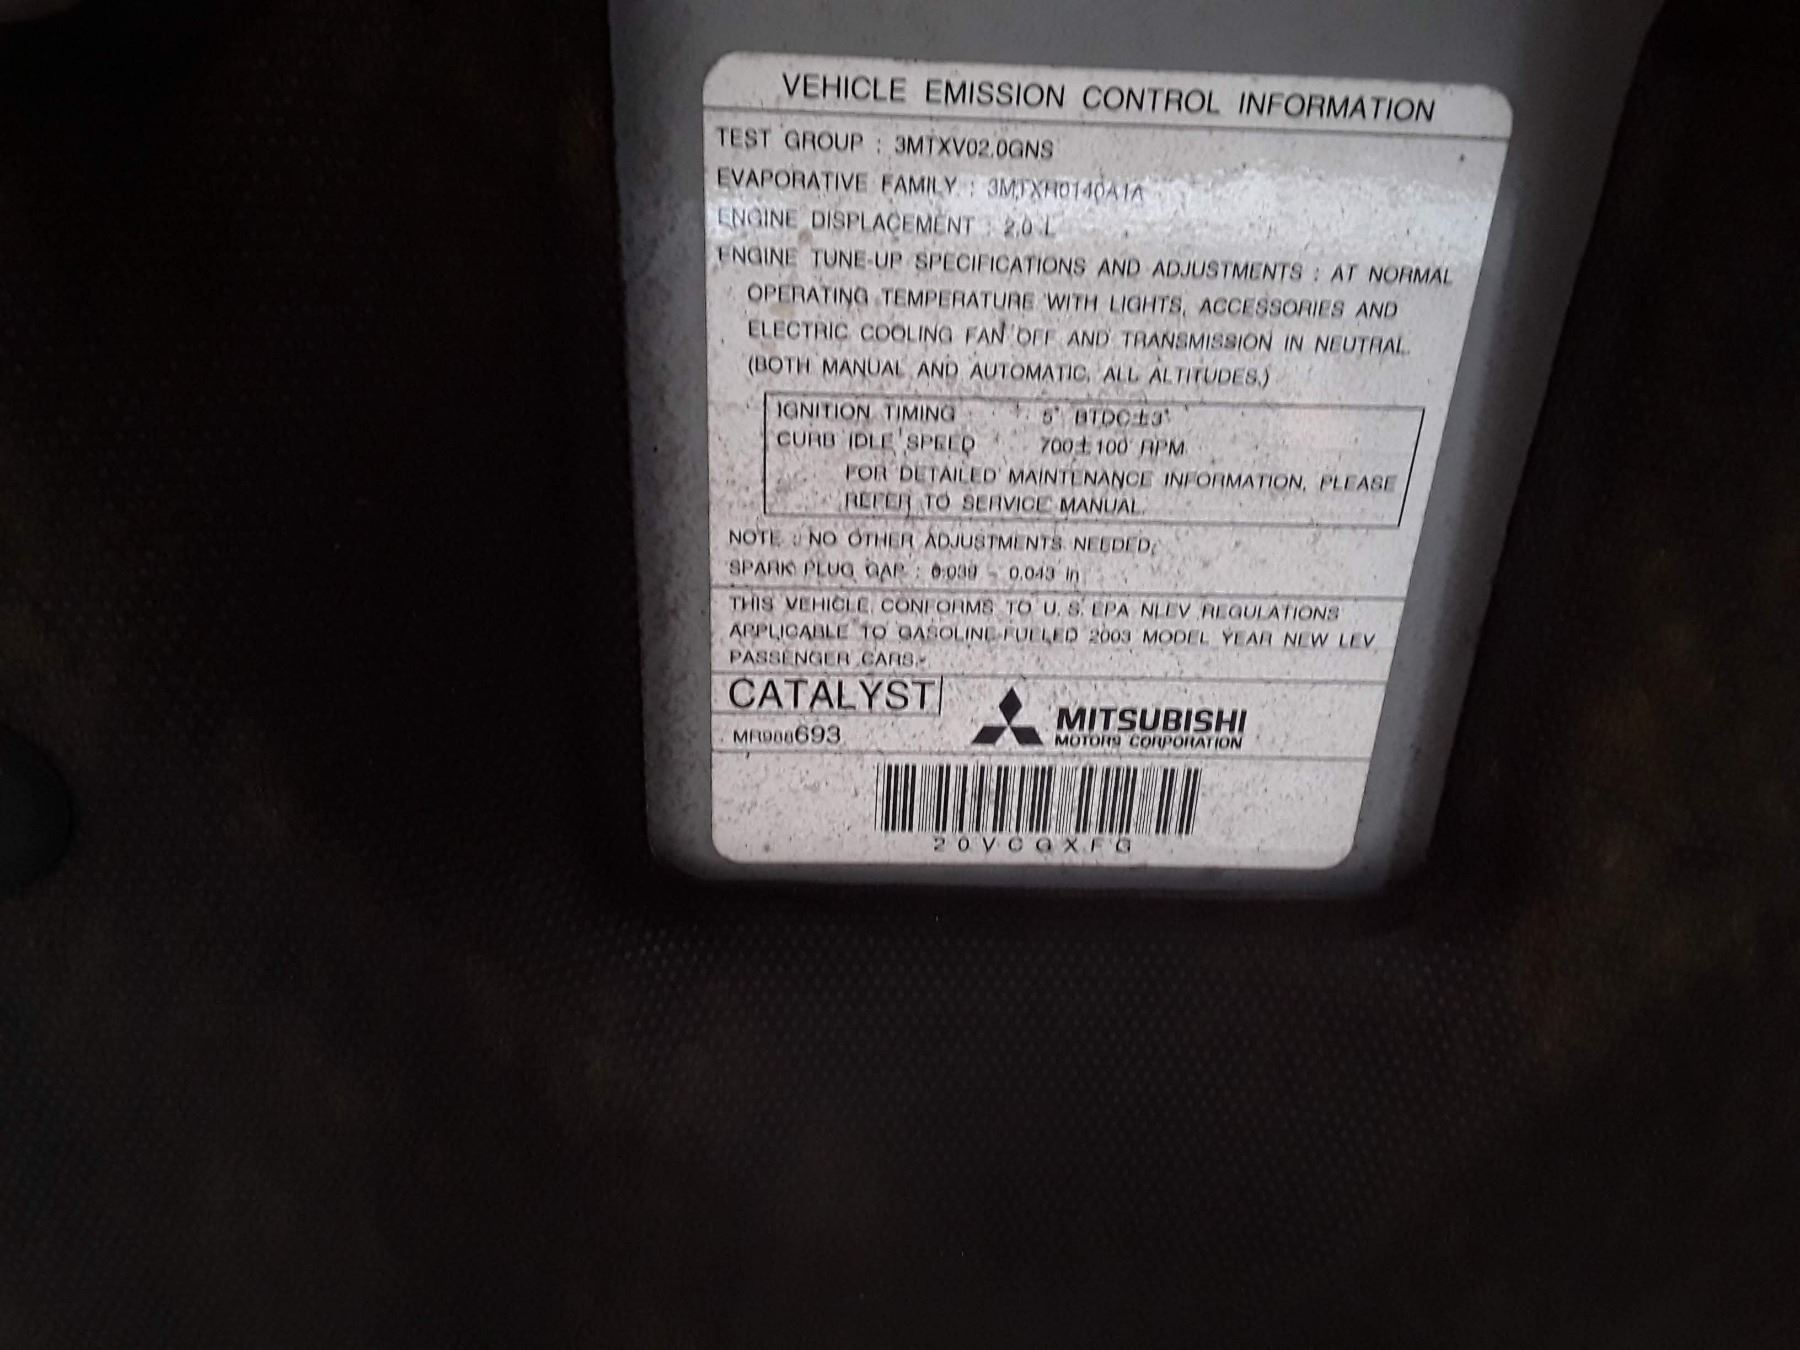 VEHICLE EMISSION CONTROL INFORMATION
TEST GROUP : 3MTXV02.0GNS
EVAPORATIVE FAMILY : 3MTXR0140A1A
ENGINE DISPLACEMENT : 2.0 L
ENGINE TUNE-UP SPECIFICATIONS AND ADJUSTMENTS : AT NORMAL
OPERATING TEMPERATURE WITH LIGHTS, ACCESSORIES AND
ELECTRIC COOLING FAN OFF AND TRANSMISSION IN NEUTRAL.
(BOTH MANUAL AND AUTOMATIC, ALL ALTITUDES.)
IGNITION TIMING : 5° BTDC±3°
CURB IDLE SPEED : 700±100 RPM
FOR DETAILED MAINTENANCE INFORMATION, PLEASE
REFER TO SERVICE MANUAL.
NOTE : NO OTHER ADJUSTMENTS NEEDED.
SPARK PLUG GAP : 0.039 - 0.043 in
THIS VEHICLE CONFORMS TO U.S. EPA NLEV REGULATIONS
APPLICABLE TO GASOLINE-FUELED 2003 MODEL YEAR NEW LEV
PASSENGER CARS.
CATALYST
MITSUBISHI
MOTORS CORPORATION
MR988693
20VCGXFG